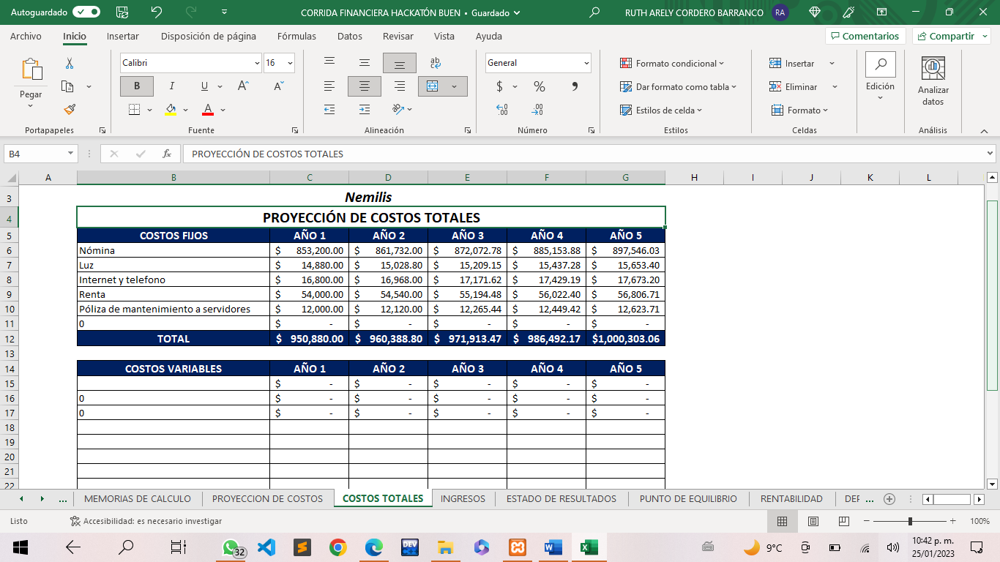 Autoguardado
CORRIDA FINANCIERA HACKATÓN BUEN • Guardado
RUTH ARELY CORDERO BARRANCO RA
Archivo Inicio Insertar Disposición de página Fórmulas Datos Revisar Vista Ayuda Comentarios Compartir
Pegar
Calibri 16
General
Formato condicional
Insertar
Edición
Analizar datos
N K S A A A
ab c
$ % 000
Dar formato como tabla
Eliminar
Estilos de celda
Formato
Portapapeles Fuente Alineación Número Estilos Celdas Análisis
B4 fx PROYECCIÓN DE COSTOS TOTALES
A B C D E F G H I J K L
3 Nemilis
4 PROYECCIÓN DE COSTOS TOTALES
5 COSTOS FIJOS AÑO 1 AÑO 2 AÑO 3 AÑO 4 AÑO 5
6 Nómina $ 853,200.00 $ 861,732.00 $ 872,072.78 $ 885,153.88 $ 897,546.03
7 Luz $ 14,880.00 $ 15,028.80 $ 15,209.15 $ 15,437.28 $ 15,653.40
8 Internet y telefono $ 16,800.00 $ 16,968.00 $ 17,171.62 $ 17,429.19 $ 17,673.20
9 Renta $ 54,000.00 $ 54,540.00 $ 55,194.48 $ 56,022.40 $ 56,806.71
10 Póliza de mantenimiento a servidores $ 12,000.00 $ 12,120.00 $ 12,265.44 $ 12,449.42 $ 12,623.71
11 0 $ - $ - $ - $ - $ -
12 TOTAL $ 950,880.00 $ 960,388.80 $ 971,913.47 $ 986,492.17 $1,000,303.06
13
14 COSTOS VARIABLES AÑO 1 AÑO 2 AÑO 3 AÑO 4 AÑO 5
15 $ - $ - $ - $ - $ -
16 0 $ - $ - $ - $ - $ -
17 0 $ - $ - $ - $ - $ -
18
19
20
21
22
... MEMORIAS DE CALCULO PROYECCION DE COSTOS COSTOS TOTALES INGRESOS ESTADO DE RESULTADOS PUNTO DE EQUILIBRIO RENTABILIDAD DEF ...
Listo Accesibilidad: es necesario investigar 100%
32 DEV 9°C 10:42 p. m.
25/01/2023